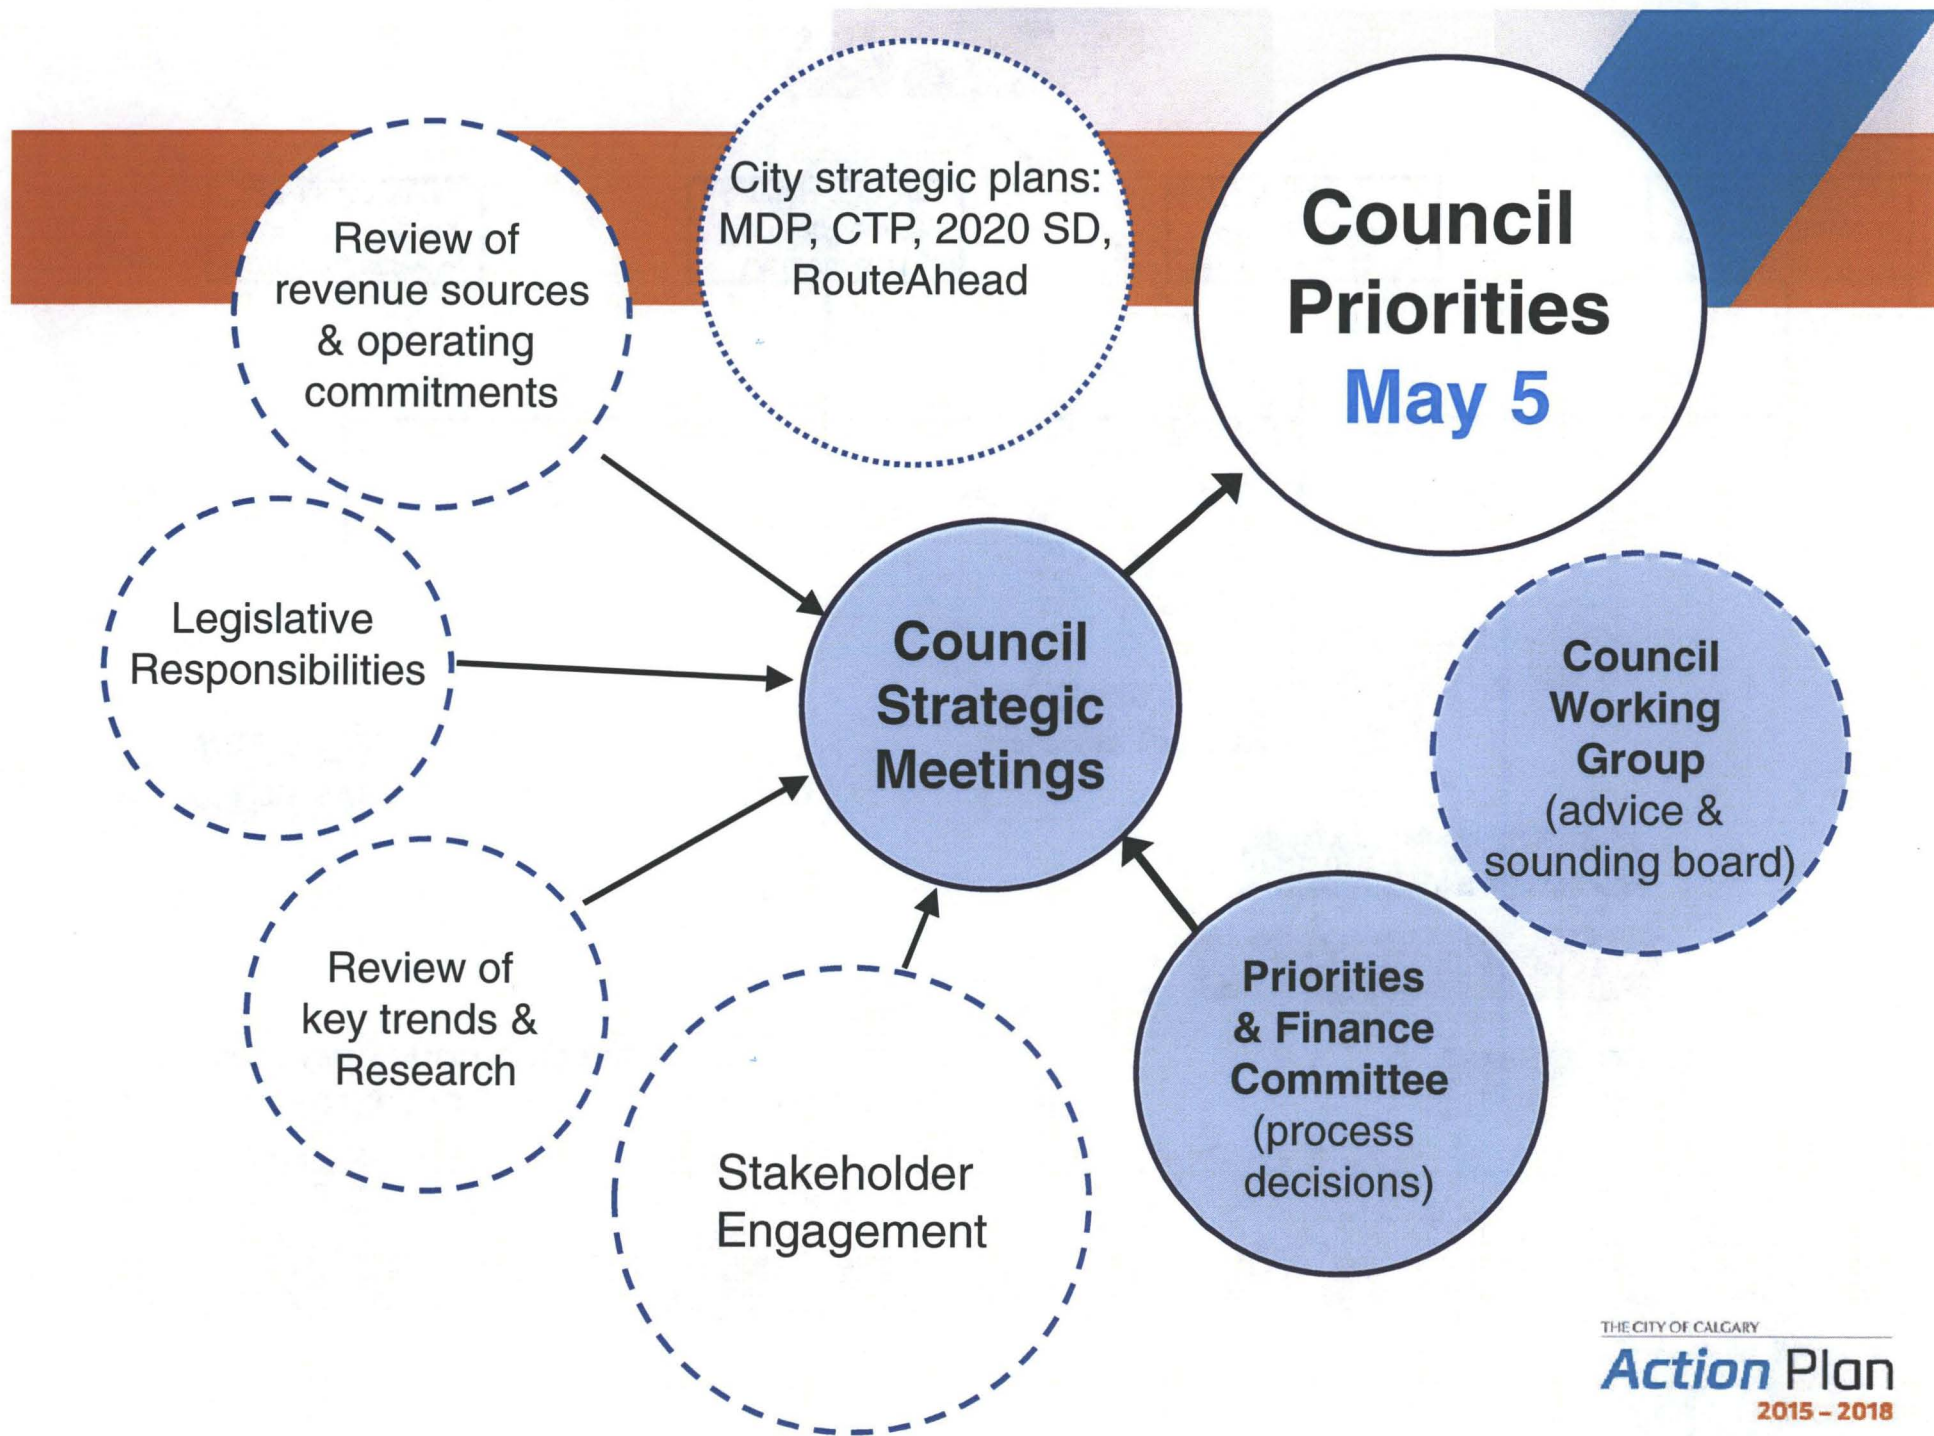 Review of
revenue sources
& operating
commitments
City strategic plans:
MDP, CTP, 2020 SD,
RouteAhead
Council
Priorities
May 5
Legislative
Responsibilities
Council
Strategic
Meetings
Council
Working
Group
(advice &
sounding board)
Review of
key trends &
Research
Stakeholder
Engagement
Priorities
& Finance
Committee
(process
decisions)
THE CITY OF CALGARY
Action Plan
2015 – 2018